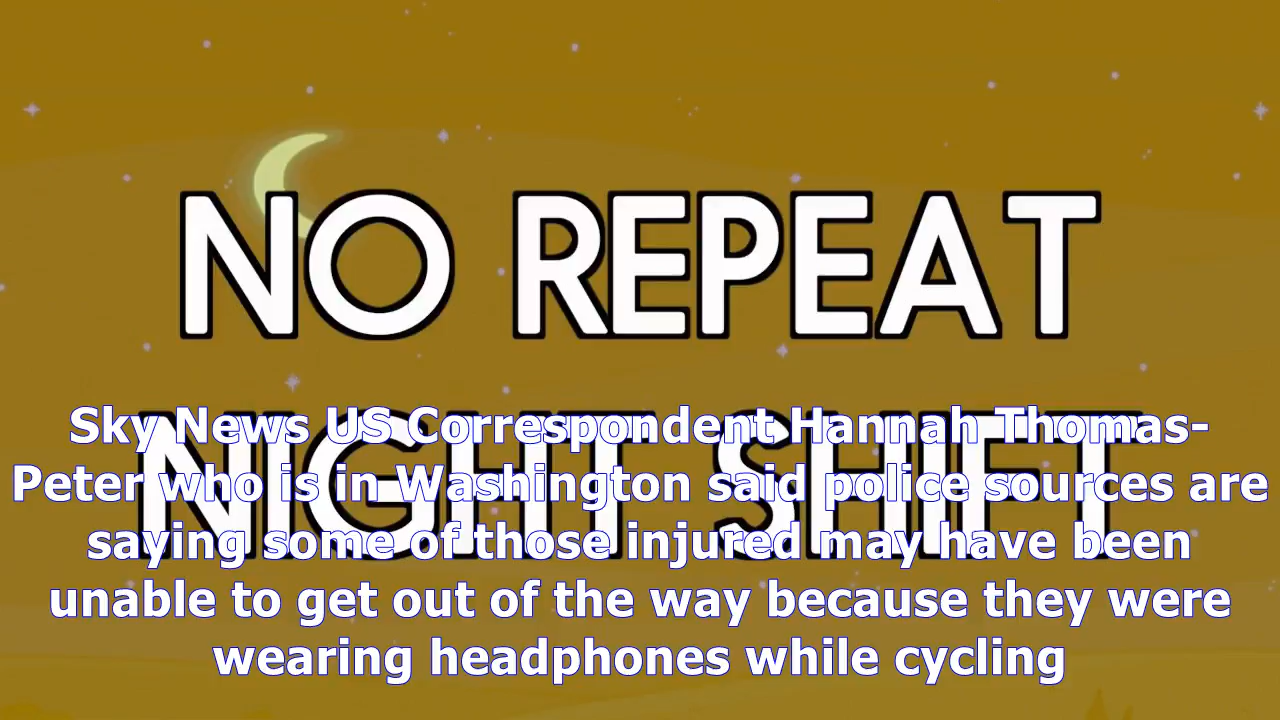 NO REPEAT
NIGHT SHIFT
Sky News US Correspondent Hannah Thomas-
Peter who is in Washington said police sources are
saying some of those injured may have been
unable to get out of the way because they were
wearing headphones while cycling